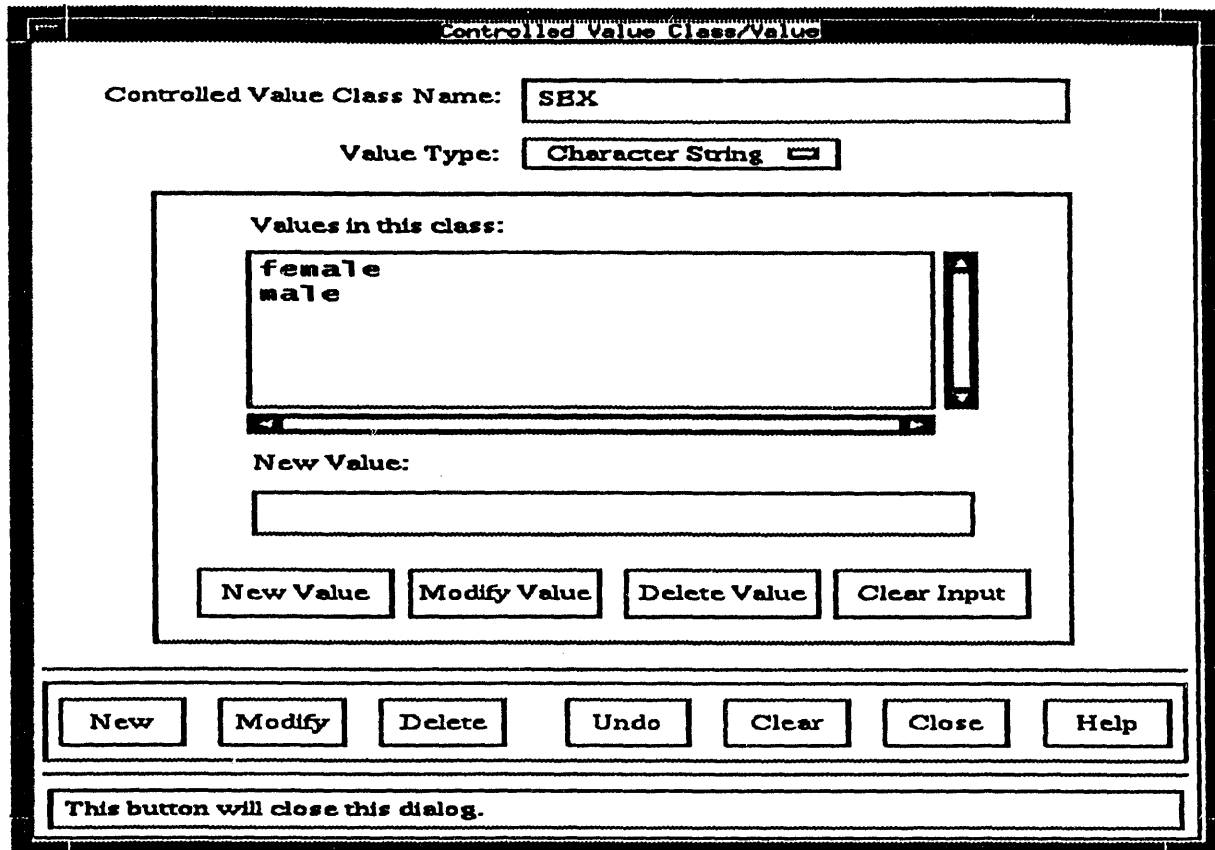 Controlled Value Class/Value
Controlled Value Class Name: SEX
Value Type: Character String
Values in this class:
female
male
New Value:
New Value Modify Value Delete Value Clear Input
New Modify Delete Undo Clear Close Help
This button will close this dialog.